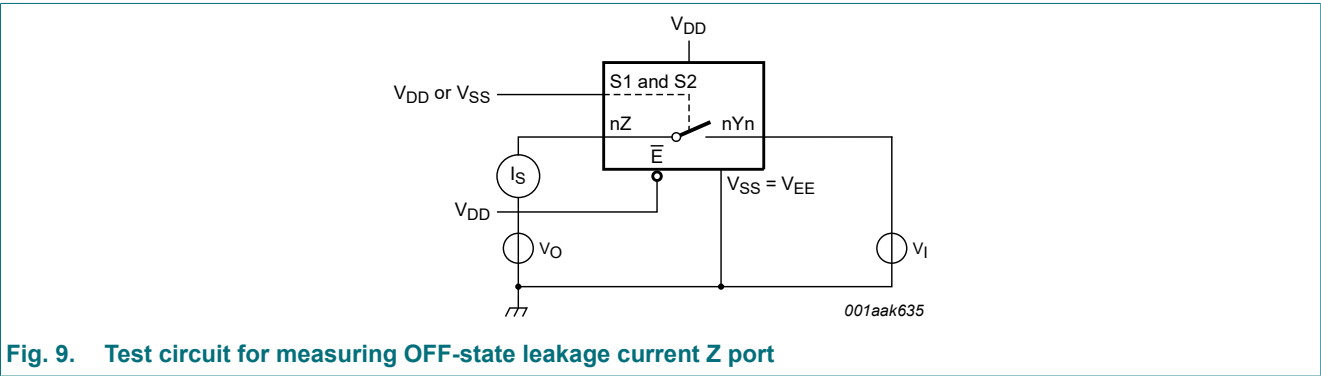 VDD
S1 and S2
VDD or VSS
nZ
nYn
E̅
IS
VSS = VEE
VDD
VO
VI
001aak635
Fig. 9. Test circuit for measuring OFF-state leakage current Z port